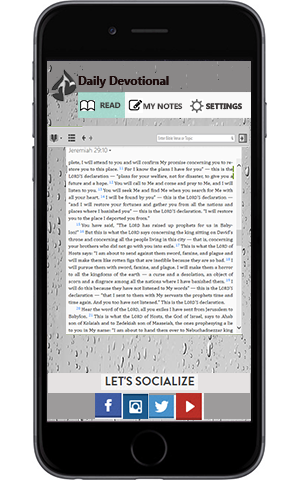 Daily Devotional
READ
MY NOTES
SETTINGS
Jeremiah 29:10
plete, I will attend to you and will confirm My promise concerning you to re-
store you to this place. 11 For I know the plans I have for you" — this is the
LORD's declaration — "plans for your welfare, not for disaster, to give you a
future and a hope. 12 You will call to Me and come and pray to Me, and I will
listen to you. 13 You will seek Me and find Me when you search for Me with
all your heart. 14 I will be found by you" — this is the LORD's declaration —
"and I will restore your fortunes and gather you from all the nations and
places where I banished you" — this is the LORD's declaration. "I will restore
you to the place I deported you from."
15 You have said, "The LORD has raised up prophets for us in Baby-
lon!" 16 But this is what the LORD says concerning the king sitting on David's
throne and concerning all the people living in this city — that is, concerning
your brothers who did not go with you into exile. 17 This is what the LORD of
Hosts says: "I am about to send against them sword, famine, and plague and
will make them like rotten figs that are inedible because they are so bad. 18 I
will pursue them with sword, famine, and plague. I will make them a horror
to all the kingdoms of the earth — a curse and a desolation, an object of
scorn and a disgrace among all the nations where I have banished them. 19 I
will do this because they have not listened to My words" — this is the LORD's
declaration — "that I sent to them with My servants the prophets time and
time again. And you too have not listened." This is the LORD's declaration.
20 Hear the word of the LORD, all you exiles I have sent from Jerusalem to
Babylon. 21 This is what the LORD of Hosts, the God of Israel, says to Ahab
son of Kolaiah and to Zedekiah son of Maaseiah, the ones prophesying a lie
to you in My name: "I am about to hand them over to Nebuchadnezzar king
LET'S SOCIALIZE